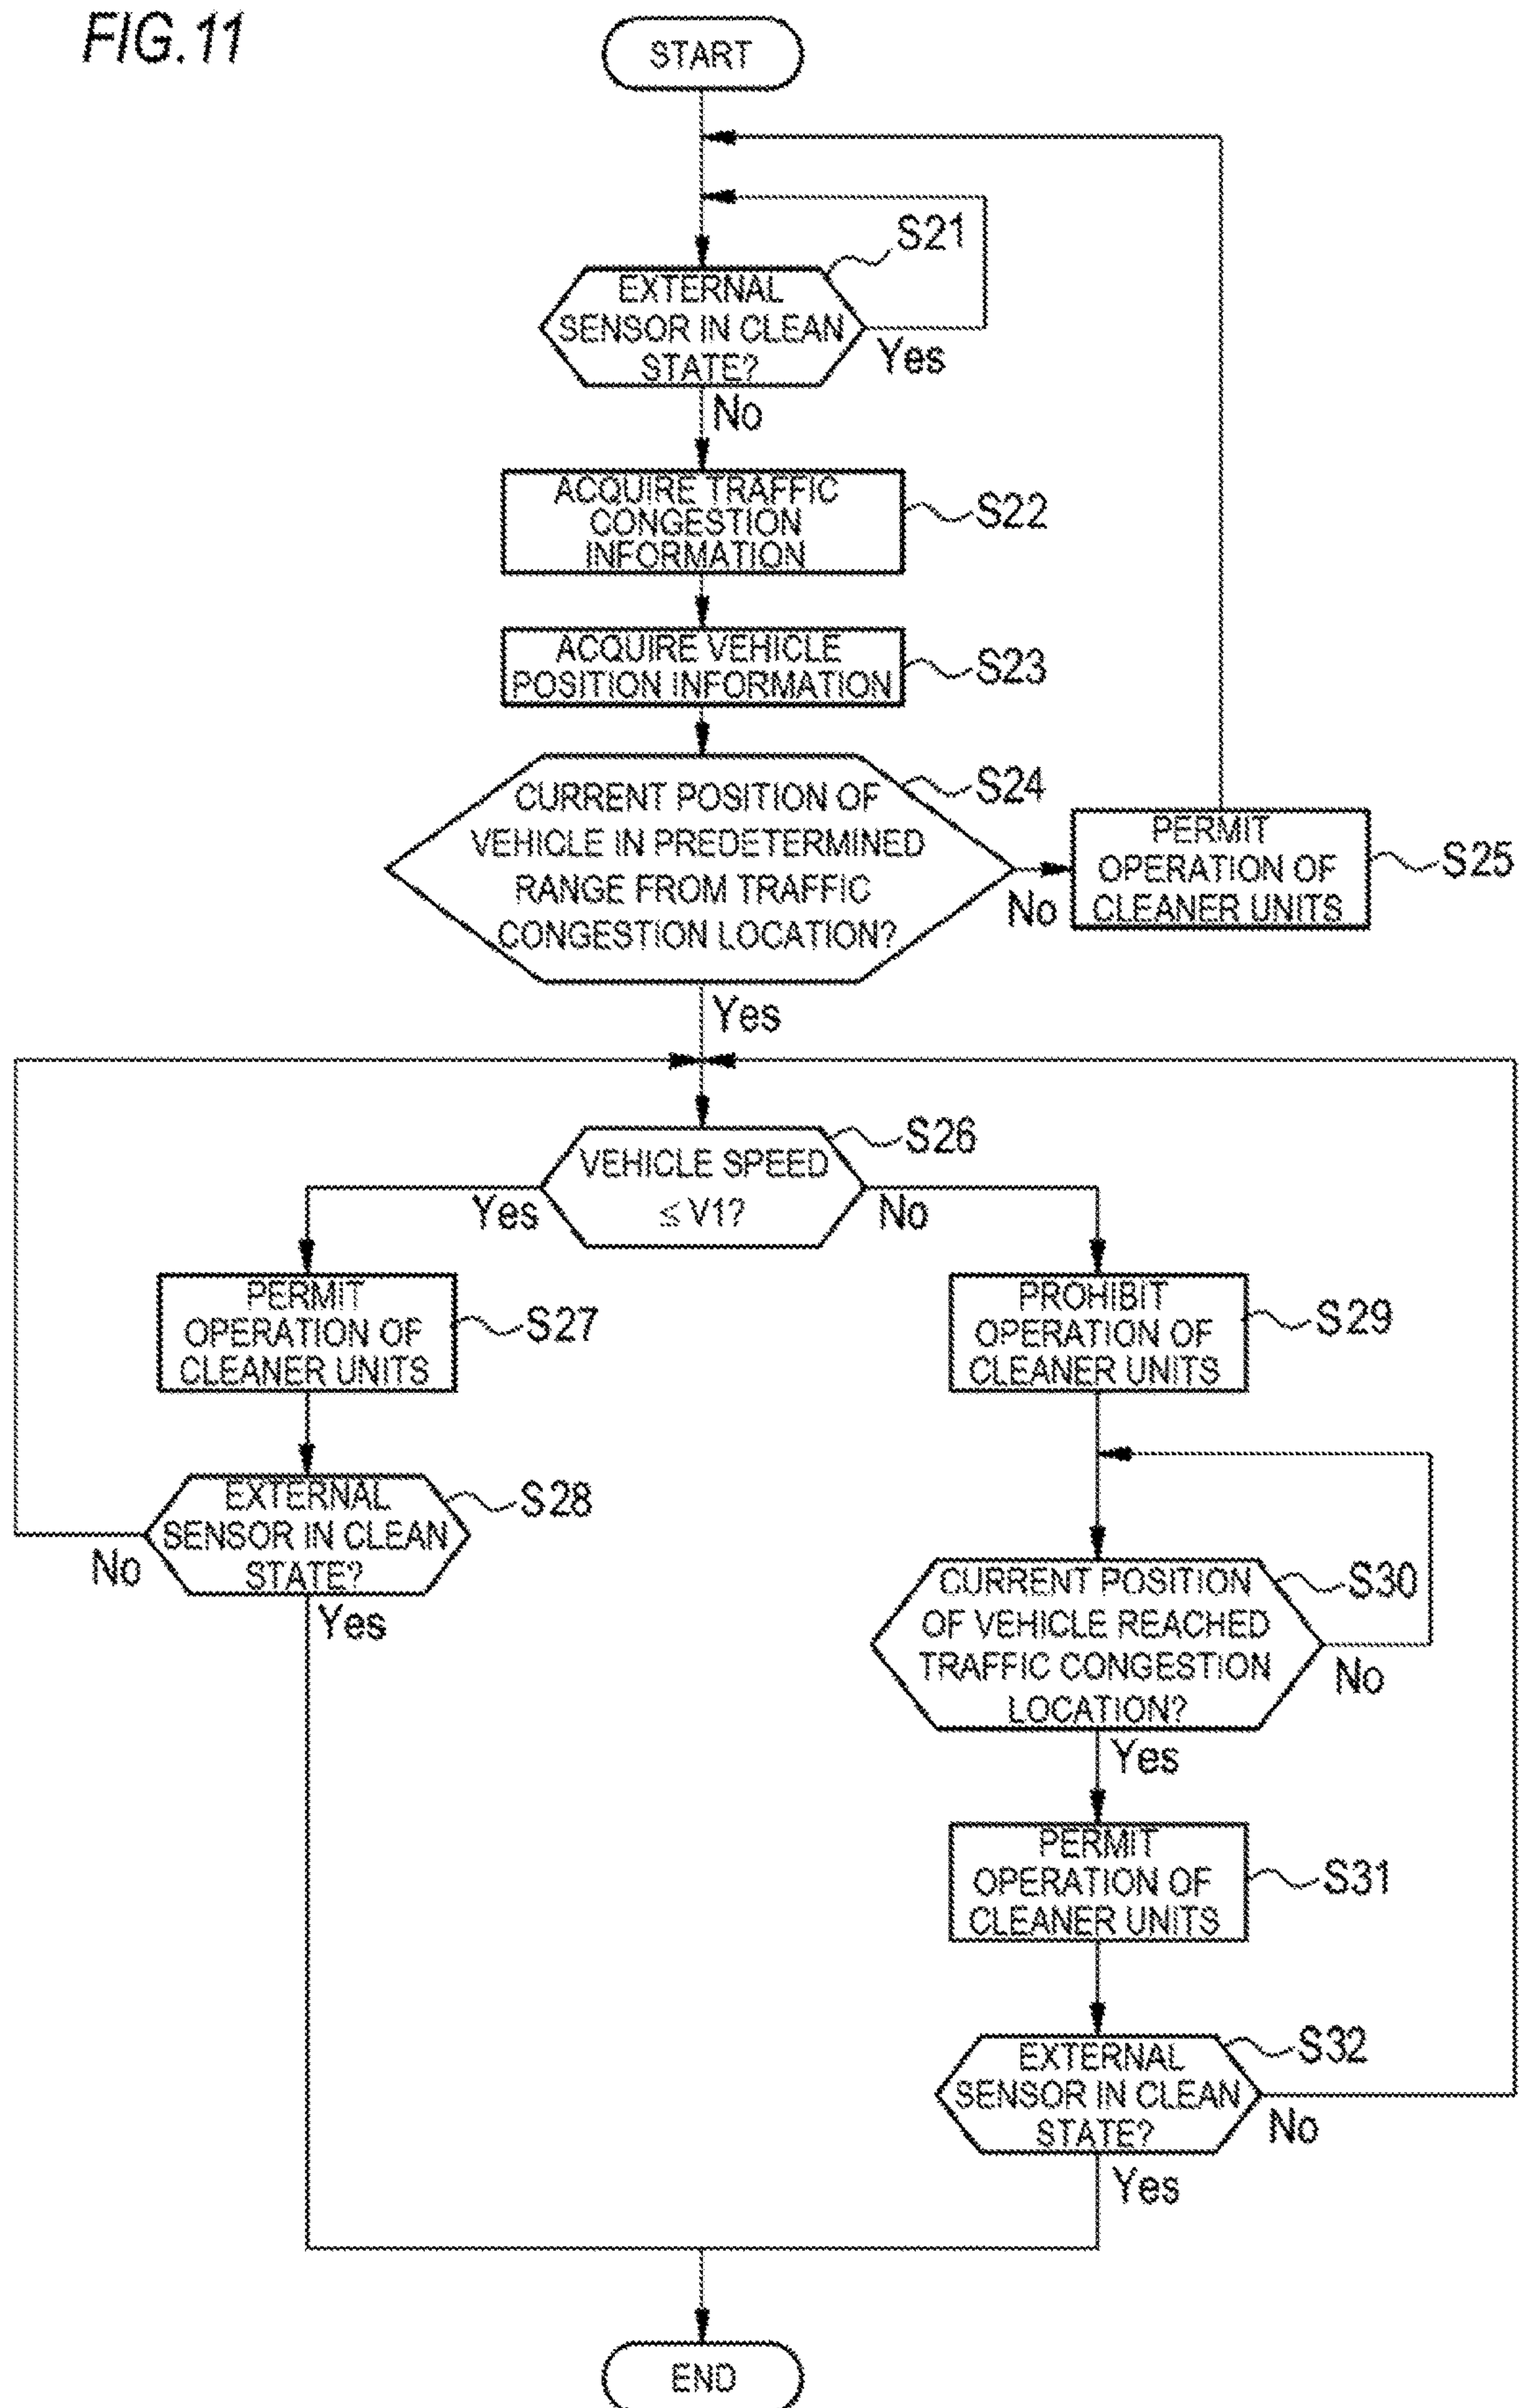 FIG.11
START
S21
EXTERNAL
SENSOR IN CLEAN
STATE?
Yes
No
ACQUIRE TRAFFIC
CONGESTION
INFORMATION
S22
ACQUIRE VEHICLE
POSITION INFORMATION
S23
S24
CURRENT POSITION OF
VEHICLE IN PREDETERMINED
RANGE FROM TRAFFIC
CONGESTION LOCATION?
No
PERMIT
OPERATION OF
CLEANER UNITS
S25
Yes
S26
VEHICLE SPEED
≦ V1?
Yes
No
PERMIT
OPERATION OF
CLEANER UNITS
S27
PROHIBIT
OPERATION OF
CLEANER UNITS
S29
EXTERNAL
SENSOR IN CLEAN
STATE?
S28
No
Yes
CURRENT POSITION
OF VEHICLE REACHED
TRAFFIC CONGESTION
LOCATION?
S30
No
Yes
PERMIT
OPERATION OF
CLEANER UNITS
S31
EXTERNAL
SENSOR IN CLEAN
STATE?
S32
No
Yes
END